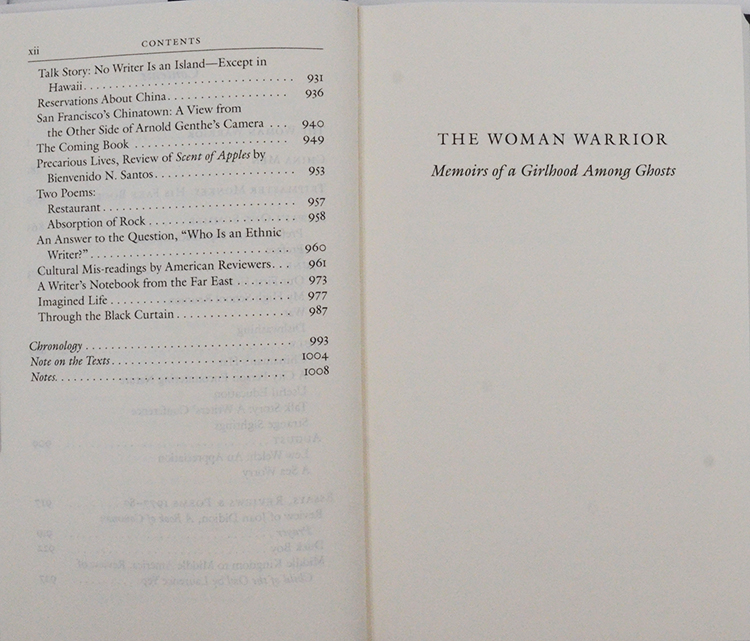 xii
CONTENTS
Talk Story: No Writer Is an Island—Except in
Hawaii. . . . . . . . . . . . . . . . . . . . . . . . . . . . . 931
Reservations About China. . . . . . . . . . . . . . . . . 936
San Francisco's Chinatown: A View from
the Other Side of Arnold Genthe's Camera . . . 940
The Coming Book . . . . . . . . . . . . . . . . . . . . . . 949
Precarious Lives, Review of Scent of Apples by
Bienvenido N. Santos. . . . . . . . . . . . . . . . . . . 953
Two Poems:
Restaurant. . . . . . . . . . . . . . . . . . . . . . . . . . 957
Absorption of Rock . . . . . . . . . . . . . . . . . . . . 958
An Answer to the Question, "Who Is an Ethnic
Writer?". . . . . . . . . . . . . . . . . . . . . . . . . . . . 960
Cultural Mis-readings by American Reviewers. . . 961
A Writer's Notebook from the Far East . . . . . . . 973
Imagined Life . . . . . . . . . . . . . . . . . . . . . . . . . 977
Through the Black Curtain . . . . . . . . . . . . . . . . 987
Chronology . . . . . . . . . . . . . . . . . . . . . . . . . . . 993
Note on the Texts. . . . . . . . . . . . . . . . . . . . . . . 1004
Notes. . . . . . . . . . . . . . . . . . . . . . . . . . . . . . . 1008
THE WOMAN WARRIOR
Memoirs of a Girlhood Among Ghosts